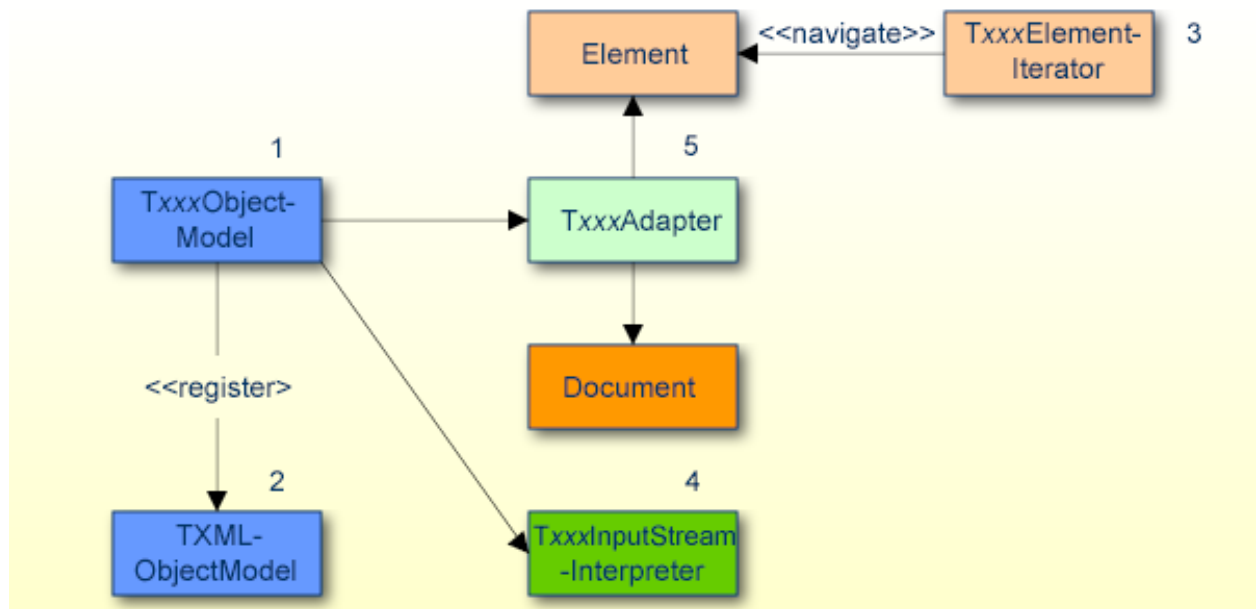 <<navigate>>
3
Element
TxxxElement-
Iterator
1
5
TxxxObject-
Model
TxxxAdapter
<<register>
Document
2
4
TXML-
ObjectModel
TxxxInputStream
-Interpreter